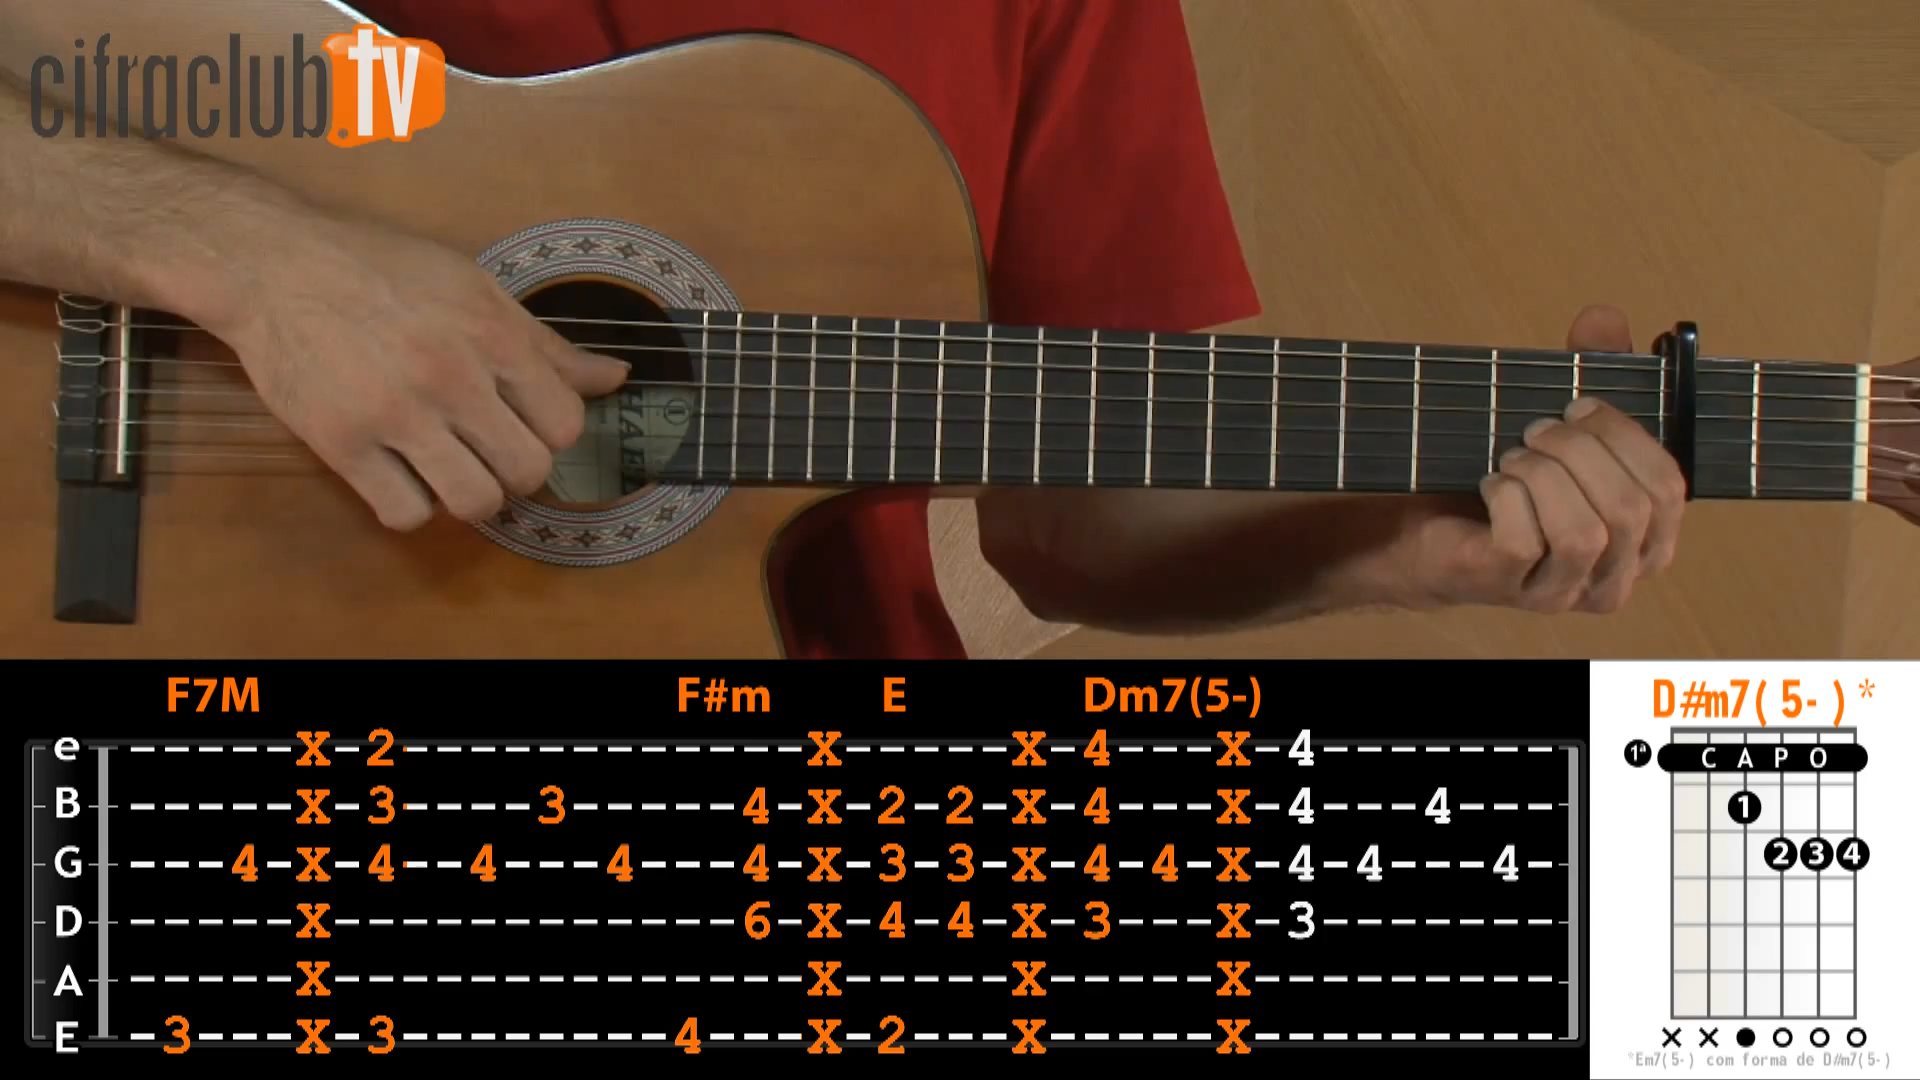 cifraclub.tv
F7M F#m E Dm7(5-)
e ------X-2------------X-----X-4---X-4-------
B ------X-3----3-----4-X-2-2-X-4---X-4---4---
G ---4--X-4--4---4---4-X-3-3-X-4-4-X-4-4---4-
D ------X------------6-X-4-4-X-3---X-3-------
A ------X--------------X-----X-----X---------
E -3----X-3--------4---X-2---X-----X---------
D#m7(5-)*
1ª CAPO
1
2 3 4
*Em7(5-) com forma de D#m7(5-)